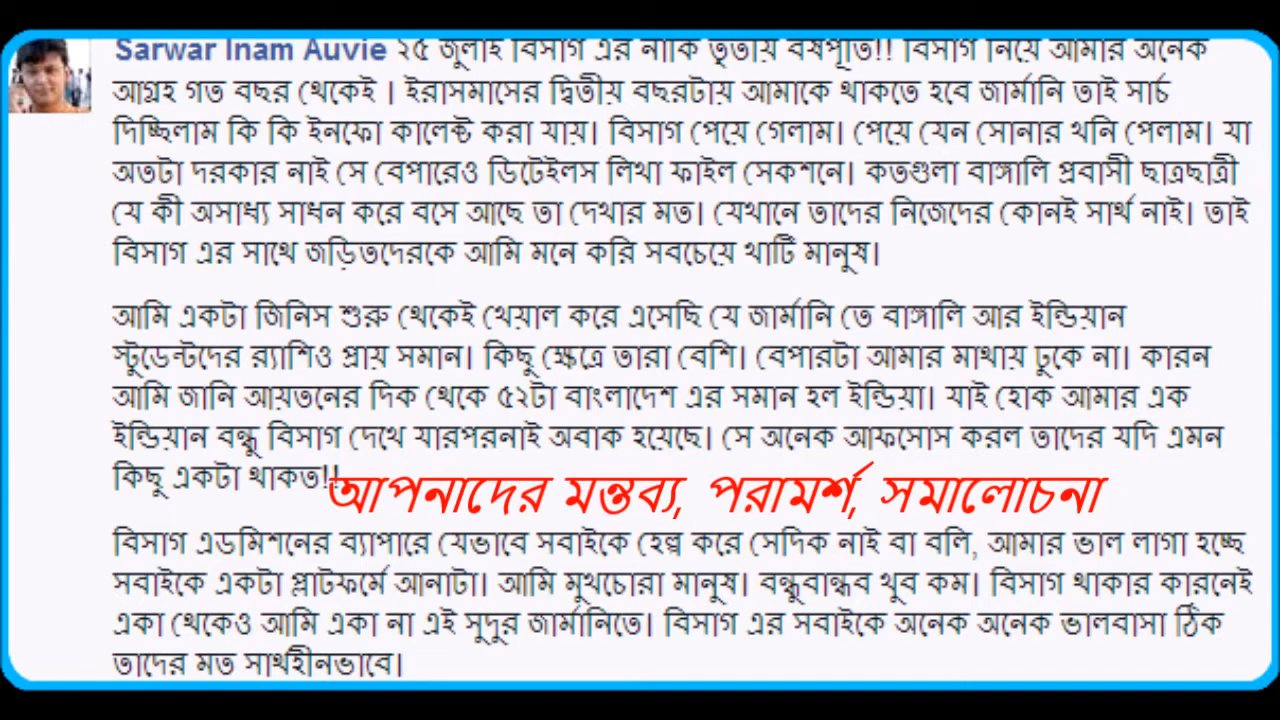 Sarwar Inam Auvie ২৫ জুলাই বিসাগ এর নাকি তৃতীয় বর্ষপূর্তি!! বিসাগ নিয়ে আমার অনেক
আগ্রহ গত বছর থেকেই । ইরাসমাসের দ্বিতীয় বছরটায় আমাকে থাকতে হবে জার্মানি তাই সার্চ
দিচ্ছিলাম কি কি ইনফো কালেক্ট করা যায়। বিসাগ পেয়ে গেলাম। পেয়ে যেন সোনার খনি পেলাম। যা
অতটা দরকার নাই সে বেপারেও ডিটেইলস লিখা ফাইল সেকশনে। কতগুলা বাঙ্গালি প্রবাসী ছাত্রছাত্রী
যে কী অসাধ্য সাধন করে বসে আছে তা দেখার মত। যেখানে তাদের নিজেদের কোনই সার্থ নাই। তাই
বিসাগ এর সাথে জড়িতদেরকে আমি মনে করি সবচেয়ে খাটি মানুষ।
আমি একটা জিনিস শুরু থেকেই খেয়াল করে এসেছি যে জার্মানি তে বাঙ্গালি আর ইন্ডিয়ান
স্টুডেন্টদের র‍্যাশিও প্রায় সমান। কিছু ক্ষেত্রে তারা বেশি। বেপারটা আমার মাথায় ঢুকে না। কারন
আমি জানি আয়তনের দিক থেকে ৫২টা বাংলাদেশ এর সমান হল ইন্ডিয়া। যাই হোক আমার এক
ইন্ডিয়ান বন্ধু বিসাগ দেখে যারপরনাই অবাক হয়েছে। সে অনেক আফসোস করল তাদের যদি এমন
কিছু একটা থাকত!!
আপনাদের মন্তব্য, পরামর্শ, সমালোচনা
বিসাগ এডমিশনের ব্যাপারে যেভাবে সবাইকে হেল্প করে সেদিক নাই বা বলি, আমার ভাল লাগা হচ্ছে
সবাইকে একটা প্লাটফর্মে আনাটা। আমি মুখচোরা মানুষ। বন্ধুবান্ধব খুব কম। বিসাগ থাকার কারনেই
একা থেকেও আমি একা না এই সুদুর জার্মানিতে। বিসাগ এর সবাইকে অনেক অনেক ভালবাসা ঠিক
তাদের মত সার্থহীনভাবে।